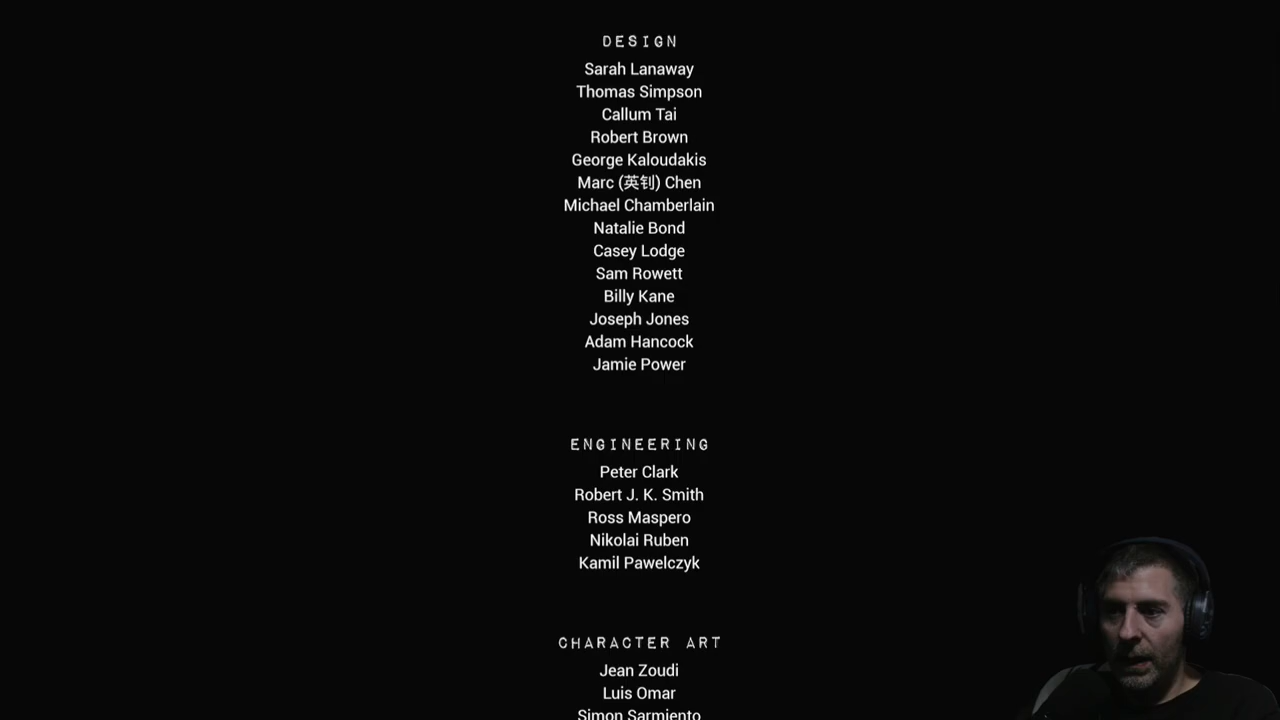 DESIGN
Sarah Lanaway
Thomas Simpson
Callum Tai
Robert Brown
George Kaloudakis
Marc (英钊) Chen
Michael Chamberlain
Natalie Bond
Casey Lodge
Sam Rowett
Billy Kane
Joseph Jones
Adam Hancock
Jamie Power
ENGINEERING
Peter Clark
Robert J. K. Smith
Ross Maspero
Nikolai Ruben
Kamil Pawelczyk
CHARACTER ART
Jean Zoudi
Luis Omar
Simon Sarmiento